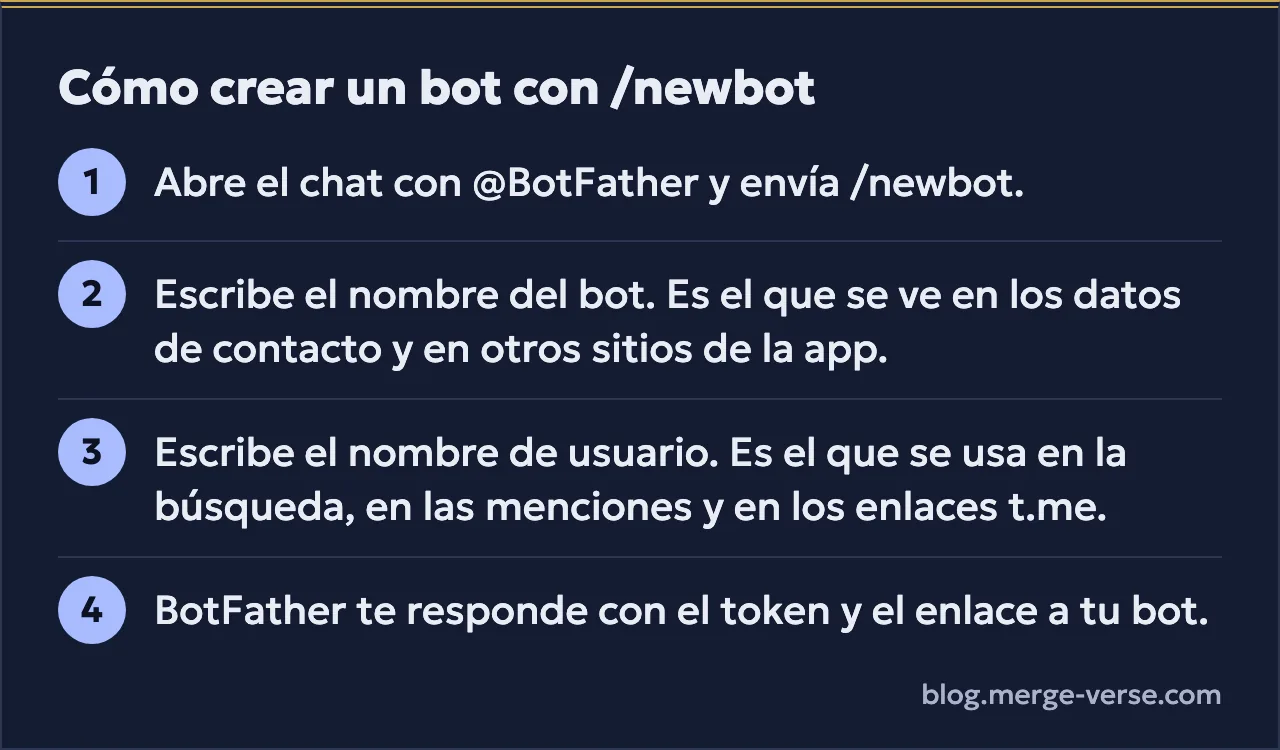 Cómo crear un bot con /newbot
1
Abre el chat con @BotFather y envía /newbot.
2
Escribe el nombre del bot. Es el que se ve en los datos
de contacto y en otros sitios de la app.
3
Escribe el nombre de usuario. Es el que se usa en la
búsqueda, en las menciones y en los enlaces t.me.
4
BotFather te responde con el token y el enlace a tu bot.
blog.merge-verse.com